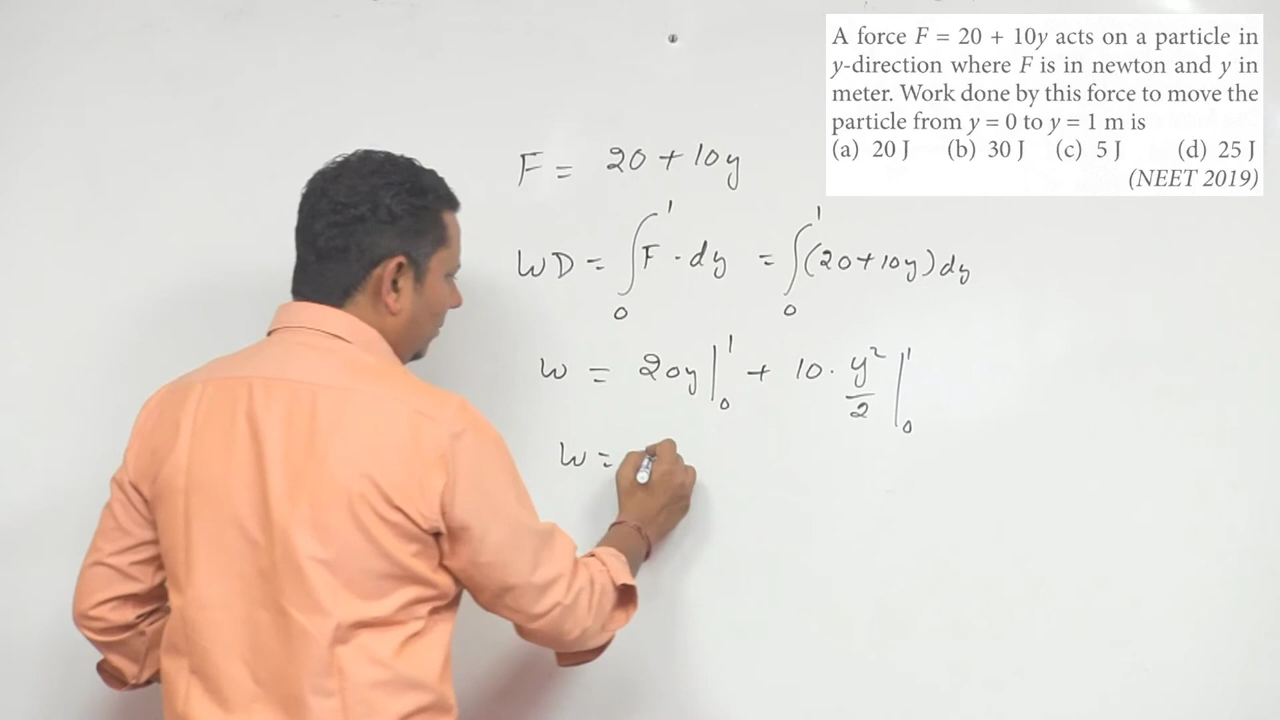 A force F = 20 + 10y acts on a particle in
y-direction where F is in newton and y in
meter. Work done by this force to move the
particle from y = 0 to y = 1 m is
(a) 20 J (b) 30 J (c) 5 J (d) 25 J
(NEET 2019)
F = 20 + 10y
WD = ∫₀¹ F · dy = ∫₀¹ (20 + 10y) dy
W = 20y|₀¹ + 10 · y²/2|₀¹
W =